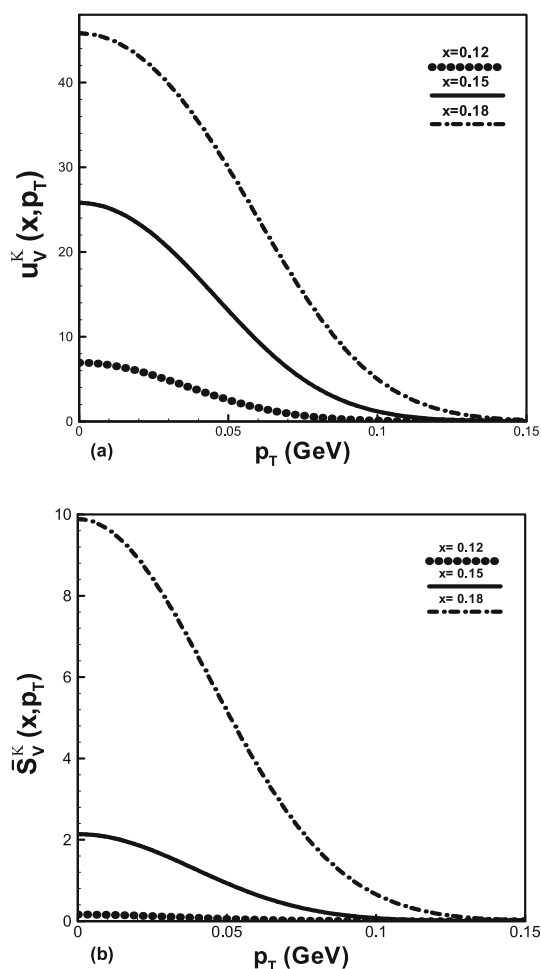 40
30
20
10
0
u_V^K (x,p_T)
x=0.12
x=0.15
x=0.18
0
0.05
0.1
0.15
(a)
p_T (GeV)
10
8
6
4
2
0
S̄_V^K (x,p_T)
x= 0.12
x= 0.15
x= 0.18
0
0.05
0.1
0.15
(b)
p_T (GeV)